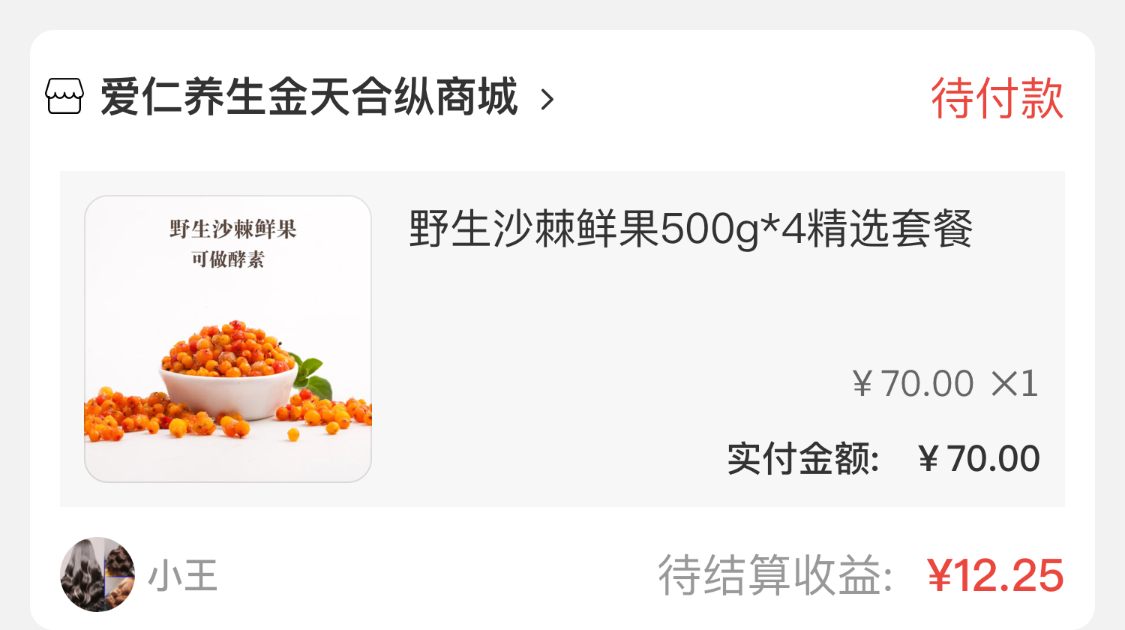 爱仁养生金天合纵商城 >
待付款
野生沙棘鲜果
可做酵素
野生沙棘鲜果500g*4精选套餐
¥70.00 ×1
实付金额: ¥70.00
小王
待结算收益: ¥12.25